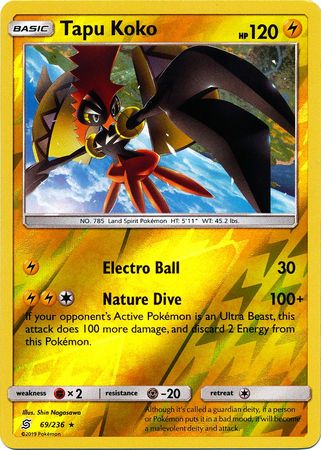 BASIC
Tapu Koko
HP 120
NO. 785 Land Spirit Pokémon HT: 5'11" WT: 45.2 lbs.
Electro Ball 30
Nature Dive 100+
If your opponent's Active Pokémon is an Ultra Beast, this
attack does 100 more damage, and discard 2 Energy from
this Pokémon.
weakness × 2 resistance -20 retreat
Illus. Shin Nagasawa
69/236 ★
©2019 Pokémon
Although it's called a guardian deity, if a person
or Pokémon puts it in a bad mood, it will become
a malevolent deity and attack.